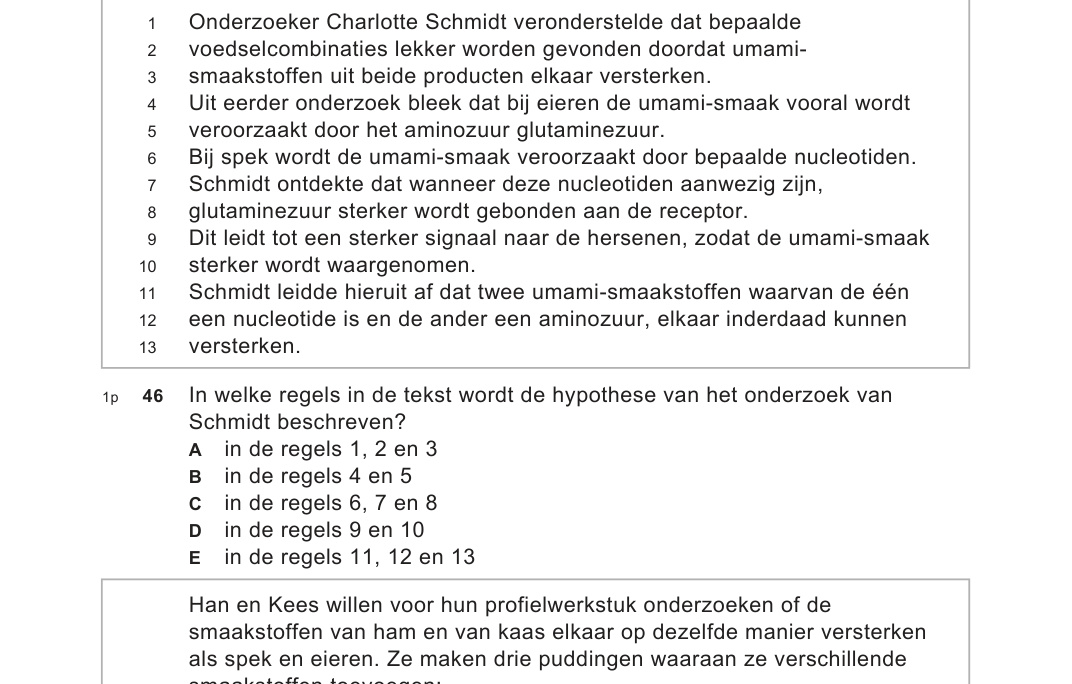 1 Onderzoeker Charlotte Schmidt veronderstelde dat bepaalde
2 voedselcombinaties lekker worden gevonden doordat umami-
3 smaakstoffen uit beide producten elkaar versterken.
4 Uit eerder onderzoek bleek dat bij eieren de umami-smaak vooral wordt
5 veroorzaakt door het aminozuur glutaminezuur.
6 Bij spek wordt de umami-smaak veroorzaakt door bepaalde nucleotiden.
7 Schmidt ontdekte dat wanneer deze nucleotiden aanwezig zijn,
8 glutaminezuur sterker wordt gebonden aan de receptor.
9 Dit leidt tot een sterker signaal naar de hersenen, zodat de umami-smaak
10 sterker wordt waargenomen.
11 Schmidt leidde hieruit af dat twee umami-smaakstoffen waarvan de één
12 een nucleotide is en de ander een aminozuur, elkaar inderdaad kunnen
13 versterken.
1p 46 In welke regels in de tekst wordt de hypothese van het onderzoek van
Schmidt beschreven?
A in de regels 1, 2 en 3
B in de regels 4 en 5
C in de regels 6, 7 en 8
D in de regels 9 en 10
E in de regels 11, 12 en 13
Han en Kees willen voor hun profielwerkstuk onderzoeken of de
smaakstoffen van ham en van kaas elkaar op dezelfde manier versterken
als spek en eieren. Ze maken drie puddingen waaraan ze verschillende
smaakstoffen toevoegen: